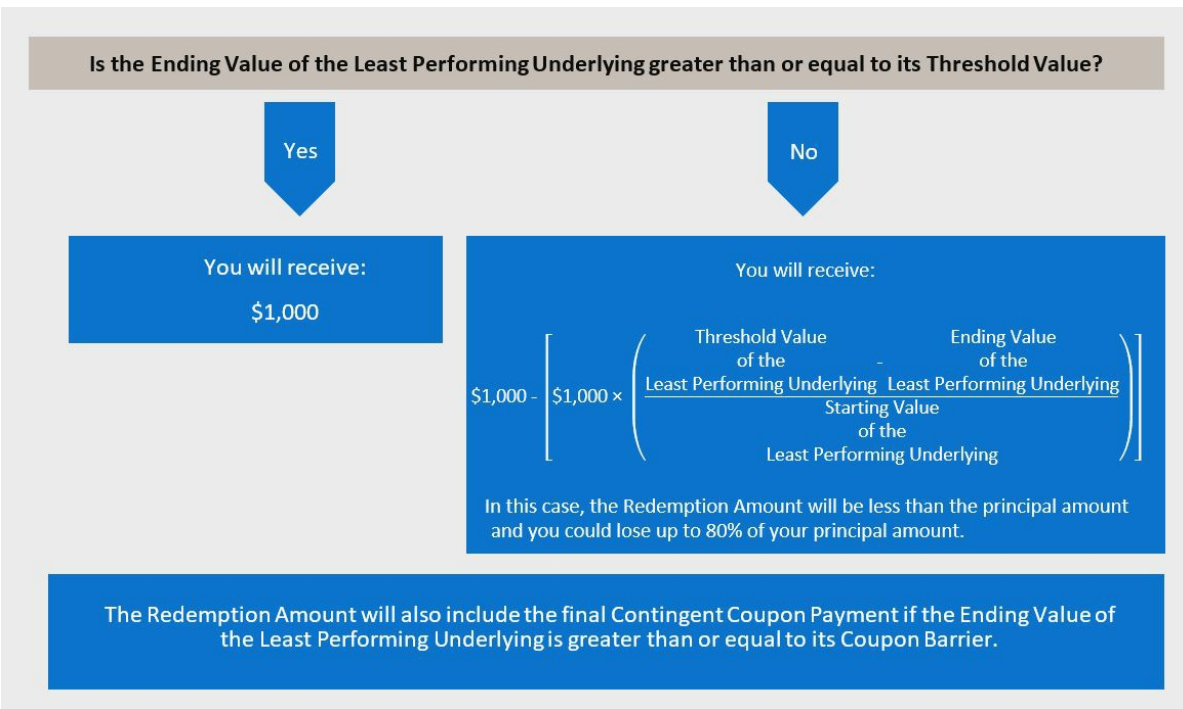 Is the Ending Value of the Least Performing Underlying greater than or equal to its Threshold Value?
Yes
No
You will receive:
$1,000
You will receive:
$1,000 - [$1,000 × (
Threshold Value
of the
Least Performing Underlying
-
Ending Value
of the
Least Performing Underlying
Starting Value
of the
Least Performing Underlying
)]
In this case, the Redemption Amount will be less than the principal amount
and you could lose up to 80% of your principal amount.
The Redemption Amount will also include the final Contingent Coupon Payment if the Ending Value of
the Least Performing Underlying is greater than or equal to its Coupon Barrier.